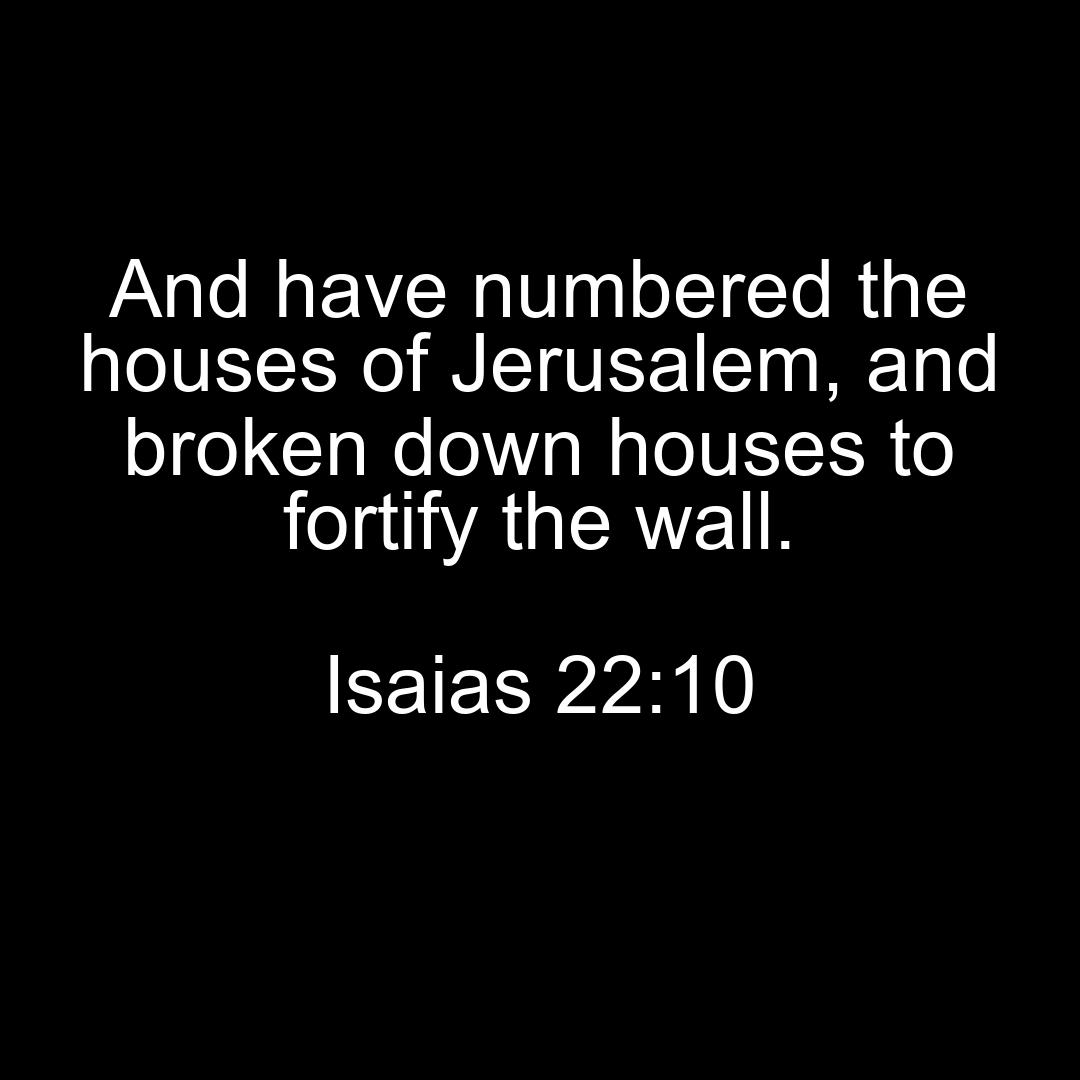 And have numbered the
houses of Jerusalem, and
broken down houses to
fortify the wall.
Isaias 22:10